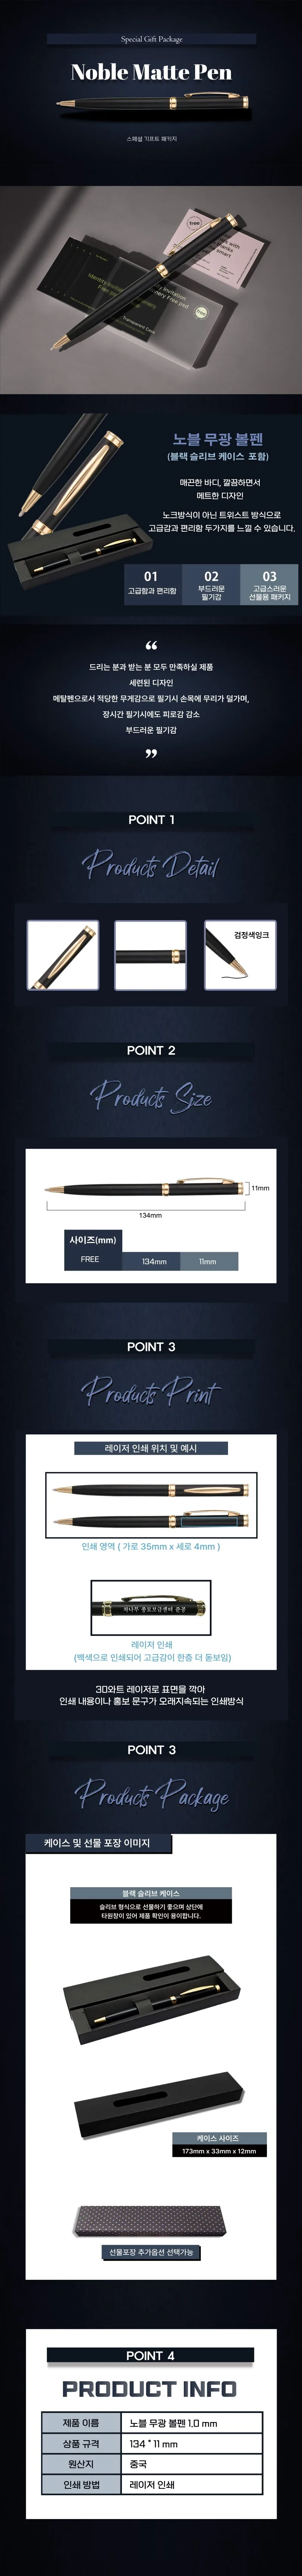 Special Gift Package
Noble Matte Pen
스페셜 기프트 패키지
Free
Transparent Case
노블 무광 볼펜
(블랙 슬리브 케이스 포함)
매끈한 바디, 깔끔하면서
메트한 디자인
노크방식이 아닌 트위스트 방식으로
고급감과 편리함 두가지를 느낄 수 있습니다.
01
고급함과 편리함
02
부드러운
필기감
03
고급스러운
선물용 패키지
“
드리는 분과 받는 분 모두 만족하실 제품
세련된 디자인
메탈펜으로서 적당한 무게감으로 필기시 손목에 무리가 덜가며,
장시간 필기시에도 피로감 감소
부드러운 필기감
”
POINT 1
Products Detail
검정색잉크
POINT 2
Products Size
11mm
134mm
사이즈(mm)
FREE 134mm 11mm
POINT 3
Products Print
레이저 인쇄 위치 및 예시
인쇄 영역 ( 가로 35mm x 세로 4mm )
레이저 인쇄
(백색으로 인쇄되어 고급감이 한층 더 돋보임)
30와트 레이저로 표면을 깍아
인쇄 내용이나 홍보 문구가 오래지속되는 인쇄방식
POINT 3
Products Package
케이스 및 선물 포장 이미지
블랙 슬리브 케이스
슬리브 형식으로 선물하기 좋으며 상단에
타원창이 있어 제품 확인이 용이합니다.
케이스 사이즈
173mm x 33mm x 12mm
선물포장 추가옵션 선택가능
POINT 4
PRODUCT INFO
제품 이름 노블 무광 볼펜 1.0 mm
상품 규격 134 * 11 mm
원산지 중국
인쇄 방법 레이저 인쇄